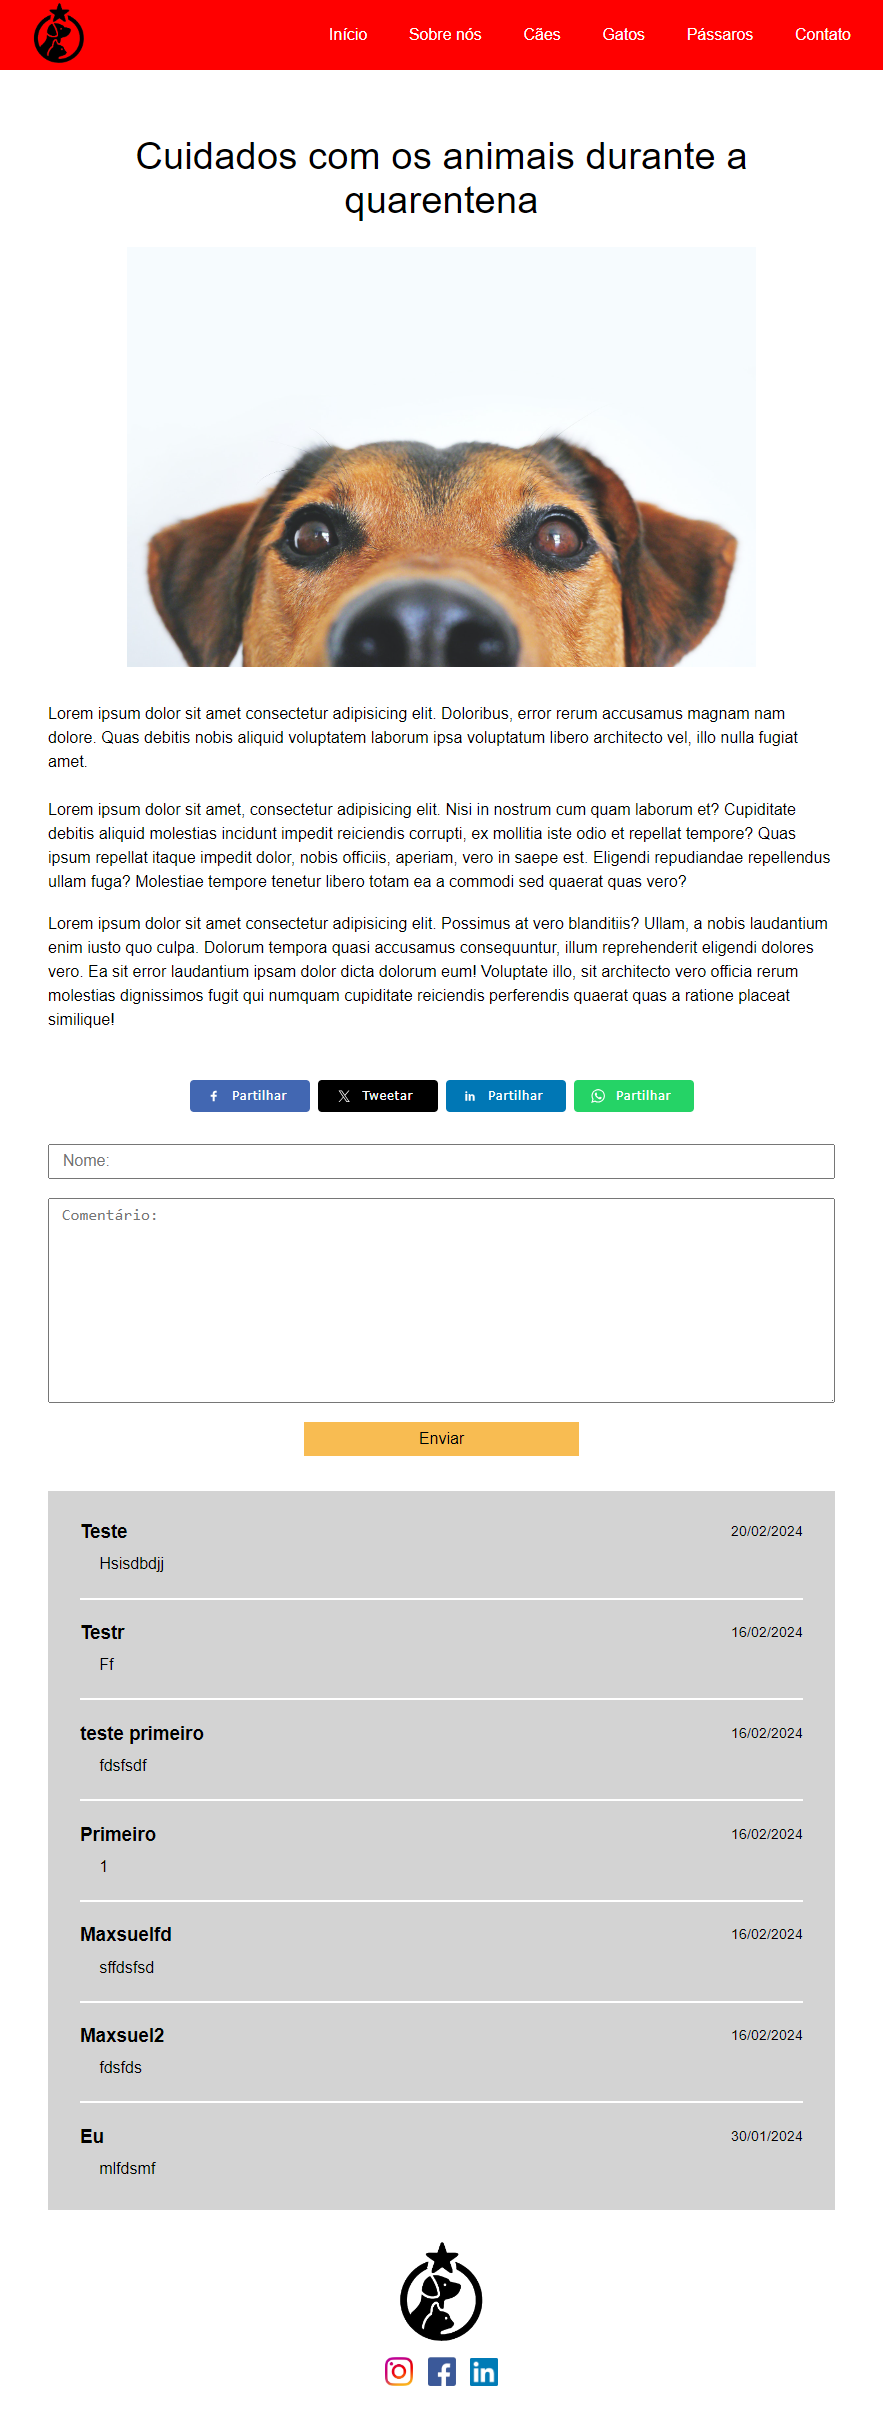 Início Sobre nós Cães Gatos Pássaros Contato
Cuidados com os animais durante a
quarentena
Lorem ipsum dolor sit amet consectetur adipisicing elit. Doloribus, error rerum accusamus magnam nam
dolore. Quas debitis nobis aliquid voluptatem laborum ipsa voluptatum libero architecto vel, illo nulla fugiat
amet.
Lorem ipsum dolor sit amet, consectetur adipisicing elit. Nisi in nostrum cum quam laborum et? Cupiditate
debitis aliquid molestias incidunt impedit reiciendis corrupti, ex mollitia iste odio et repellat tempore? Quas
ipsum repellat itaque impedit dolor, nobis officiis, aperiam, vero in saepe est. Eligendi repudiandae repellendus
ullam fuga? Molestiae tempore tenetur libero totam ea a commodi sed quaerat quas vero?
Lorem ipsum dolor sit amet consectetur adipisicing elit. Possimus at vero blanditiis? Ullam, a nobis laudantium
enim iusto quo culpa. Dolorum tempora quasi accusamus consequuntur, illum reprehenderit eligendi dolores
vero. Ea sit error laudantium ipsam dolor dicta dolorum eum! Voluptate illo, sit architecto vero officia rerum
molestias dignissimos fugit qui numquam cupiditate reiciendis perferendis quaerat quas a ratione placeat
similique!
Partilhar Tweetar Partilhar Partilhar
Nome:
Comentário:
Enviar
Teste 20/02/2024
Hsisdbdjj
Testr 16/02/2024
Ff
teste primeiro 16/02/2024
fdsfsdf
Primeiro 16/02/2024
1
Maxsuelfd 16/02/2024
sffdsfsd
Maxsuel2 16/02/2024
fdsfds
Eu 30/01/2024
mlfdsmf